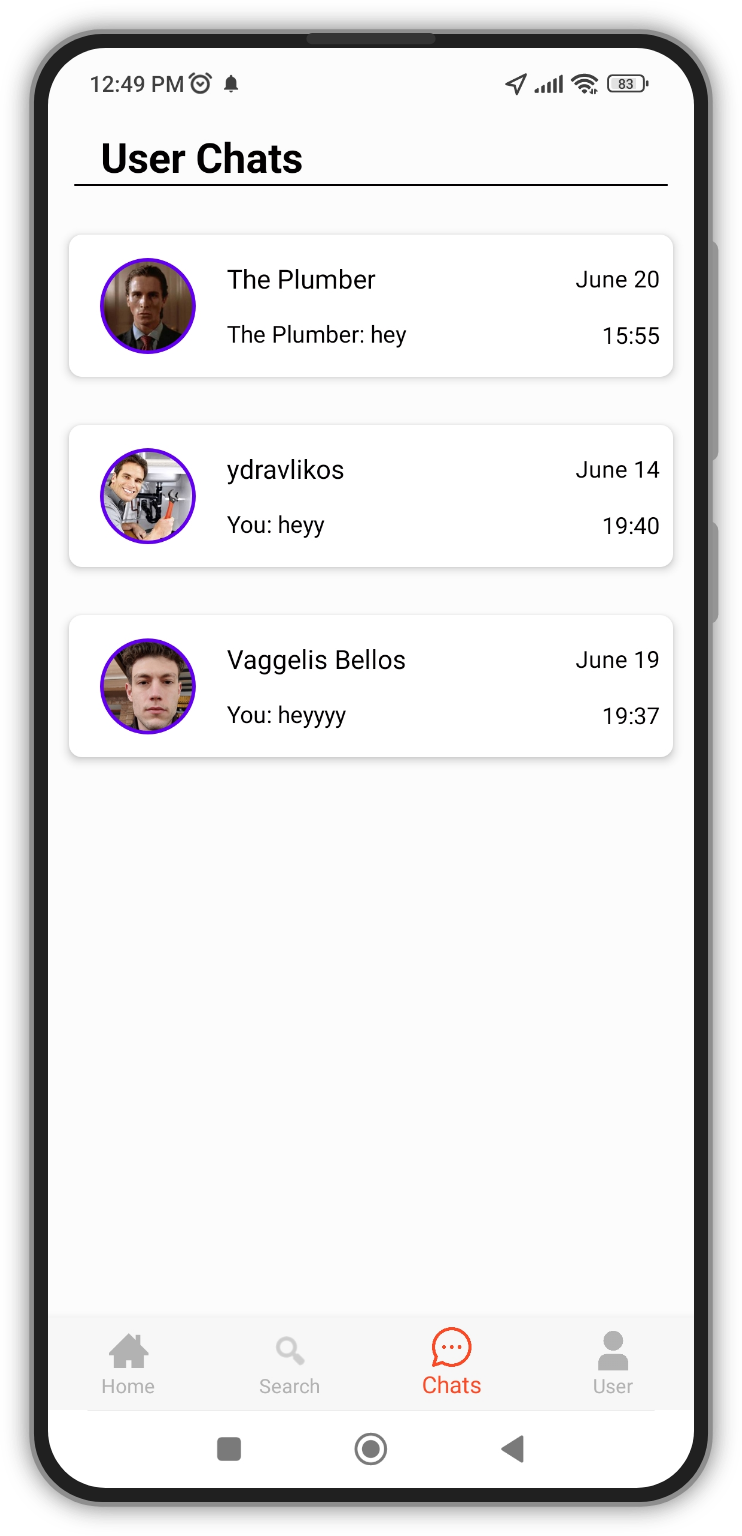 12:49 PM 83
User Chats
The Plumber June 20
The Plumber: hey 15:55
ydravlikos June 14
You: heyy 19:40
Vaggelis Bellos June 19
You: heyyyy 19:37
Home Search Chats User